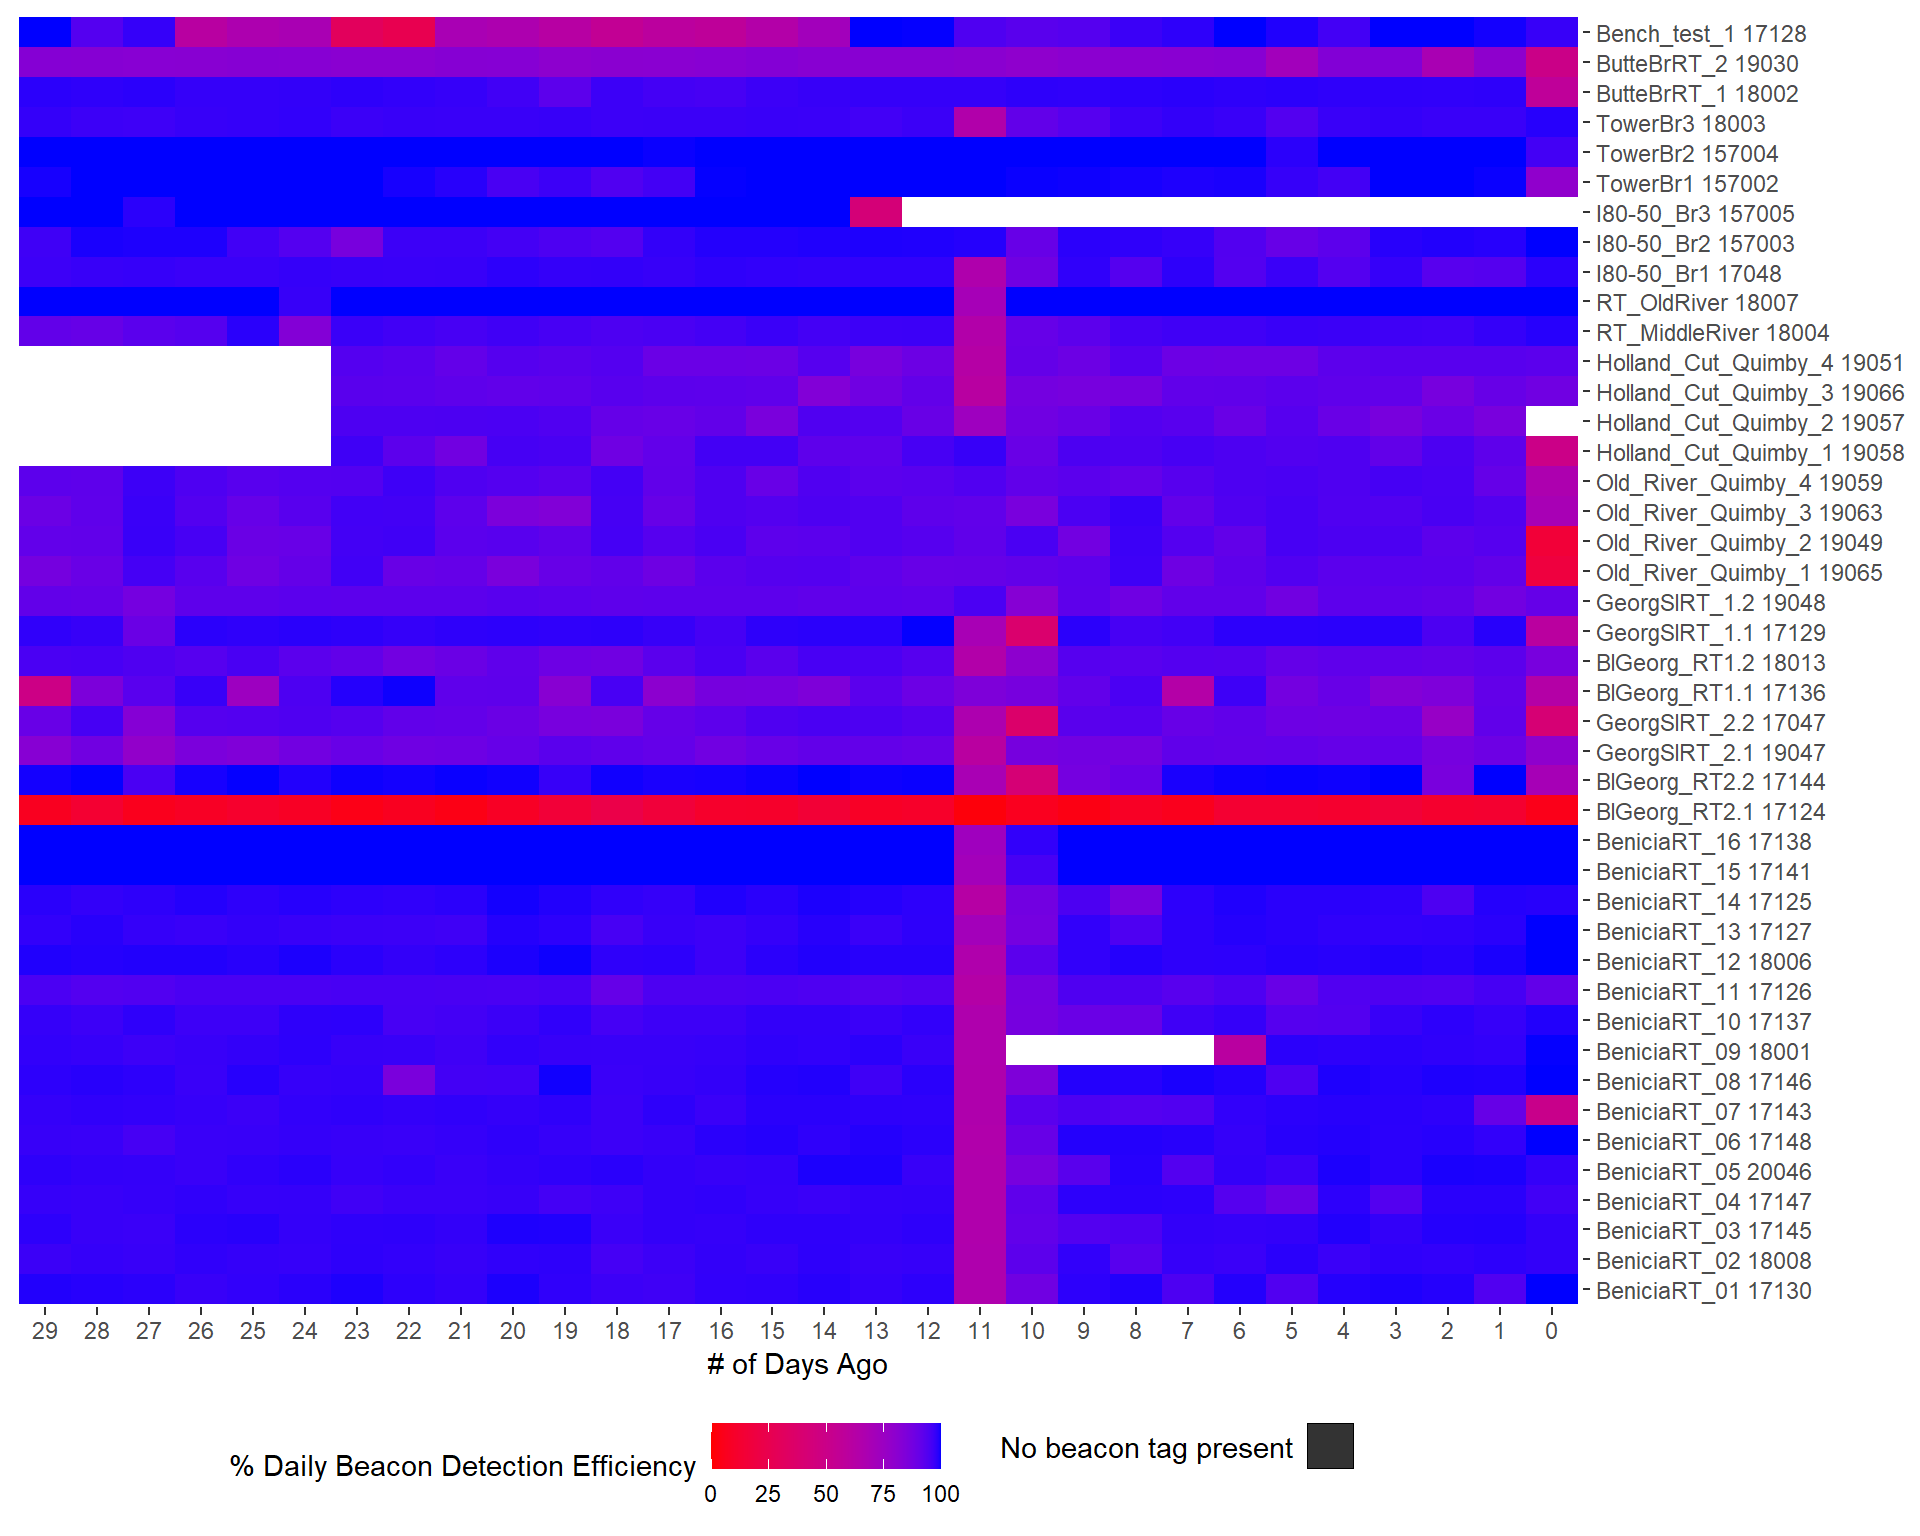 Bench_test_1 17128
ButteBrRT_2 19030
ButteBrRT_1 18002
TowerBr3 18003
TowerBr2 157004
TowerBr1 157002
I80-50_Br3 157005
I80-50_Br2 157003
I80-50_Br1 17048
RT_OldRiver 18007
RT_MiddleRiver 18004
Holland_Cut_Quimby_4 19051
Holland_Cut_Quimby_3 19066
Holland_Cut_Quimby_2 19057
Holland_Cut_Quimby_1 19058
Old_River_Quimby_4 19059
Old_River_Quimby_3 19063
Old_River_Quimby_2 19049
Old_River_Quimby_1 19065
GeorgSlRT_1.2 19048
GeorgSlRT_1.1 17129
BlGeorg_RT1.2 18013
BlGeorg_RT1.1 17136
GeorgSlRT_2.2 17047
GeorgSlRT_2.1 19047
BlGeorg_RT2.2 17144
BlGeorg_RT2.1 17124
BeniciaRT_16 17138
BeniciaRT_15 17141
BeniciaRT_14 17125
BeniciaRT_13 17127
BeniciaRT_12 18006
BeniciaRT_11 17126
BeniciaRT_10 17137
BeniciaRT_09 18001
BeniciaRT_08 17146
BeniciaRT_07 17143
BeniciaRT_06 17148
BeniciaRT_05 20046
BeniciaRT_04 17147
BeniciaRT_03 17145
BeniciaRT_02 18008
BeniciaRT_01 17130
29 28 27 26 25 24 23 22 21 20 19 18 17 16 15 14 13 12 11 10 9 8 7 6 5 4 3 2 1 0
# of Days Ago
% Daily Beacon Detection Efficiency
0 25 50 75 100
No beacon tag present